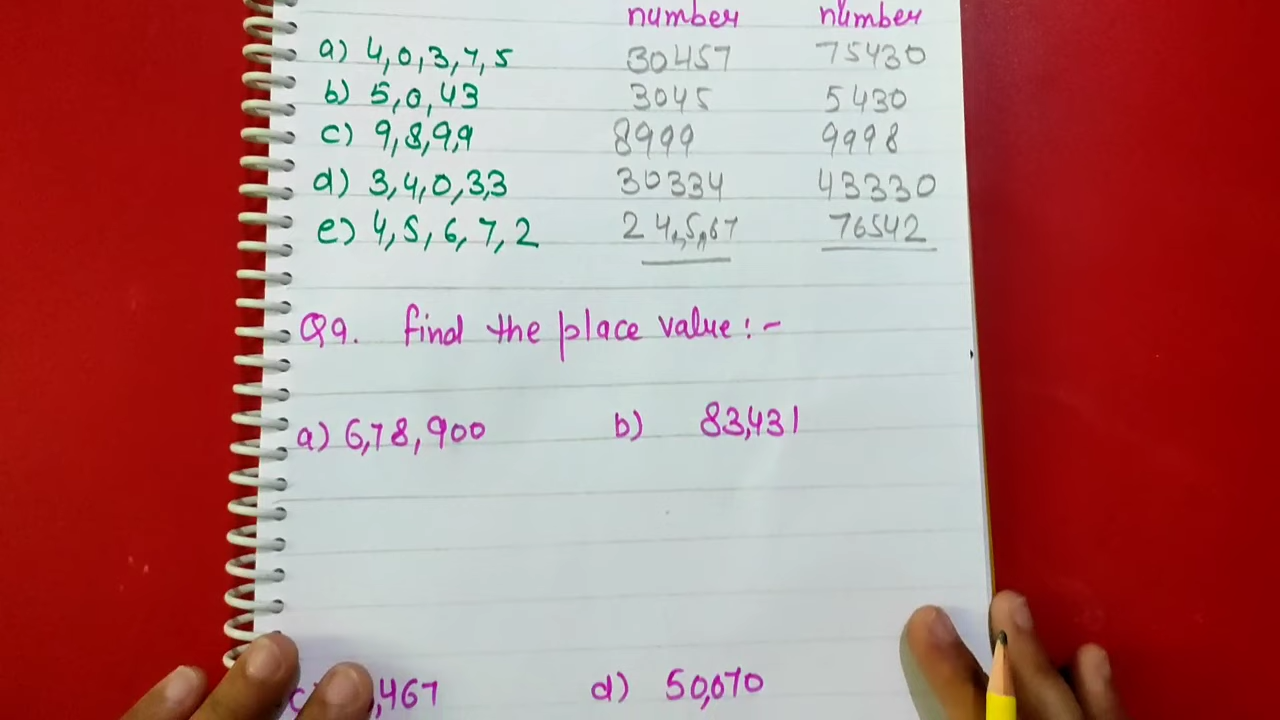 number number
a) 4,0,3,7,5 30457 75430
b) 5,0,43 3045 5430
c) 9,8,9,9 8999 9998
d) 3,4,0,3,3 30334 43330
e) 4,5,6,7,2 24,5,67 76542
Q9. find the place value:-
a) 6,78,900 b) 83,431
,467 d) 50,070